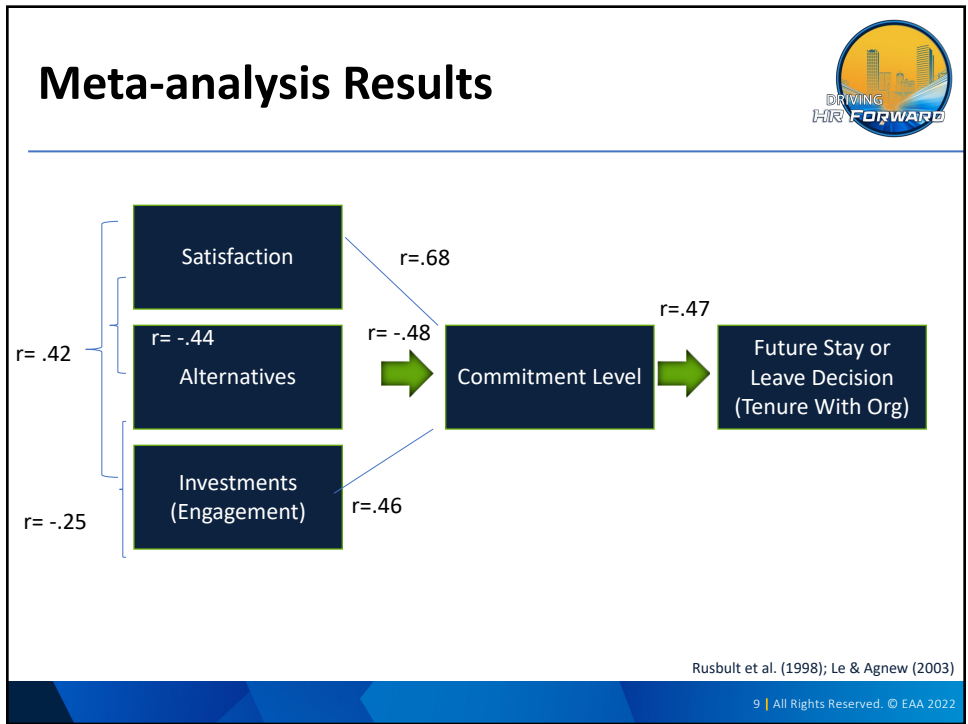 Meta-analysis Results
DRIVING
HR FORWARD
Satisfaction
r=.68
r=.47
r= -.44
r= -.48
r= .42
Alternatives
Commitment Level
Future Stay or
Leave Decision
(Tenure With Org)
Investments
(Engagement)
r=.46
r= -.25
Rusbult et al. (1998); Le & Agnew (2003)
9 | All Rights Reserved. © EAA 2022